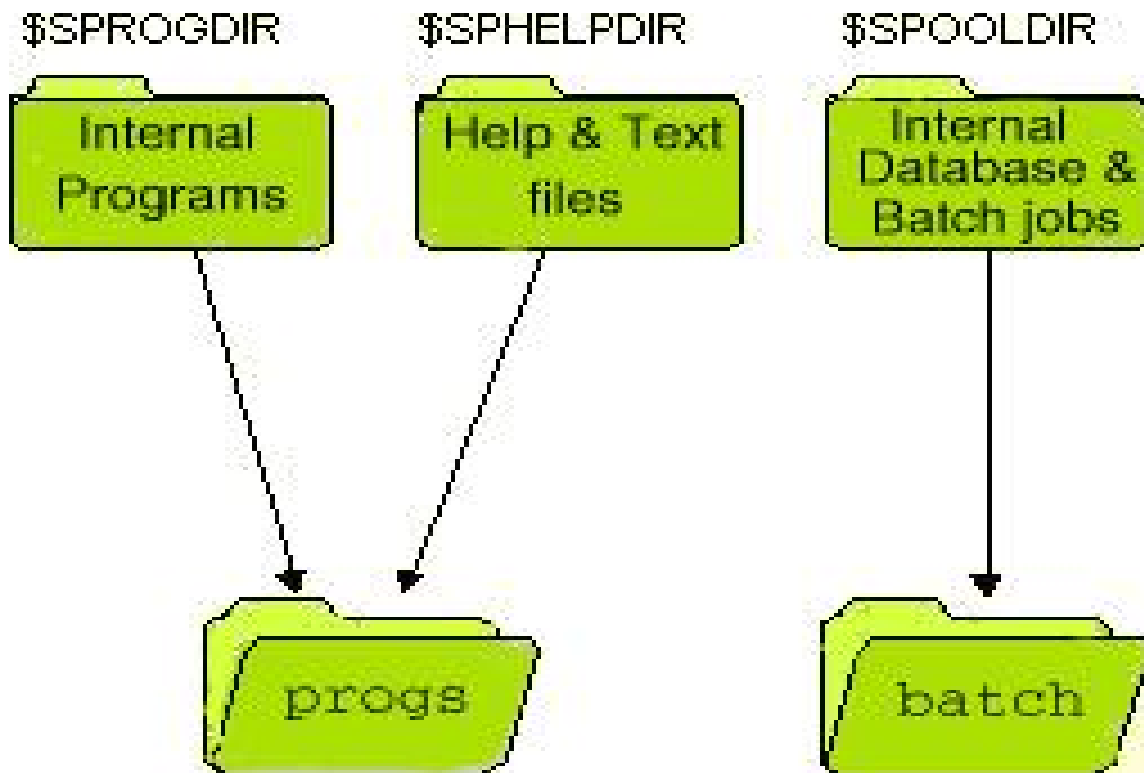 $SPROGDIR
$SPHELPDIR
$SPOOLDIR
Internal
Programs
Help & Text
files
Internal
Database &
Batch jobs
progs
batch